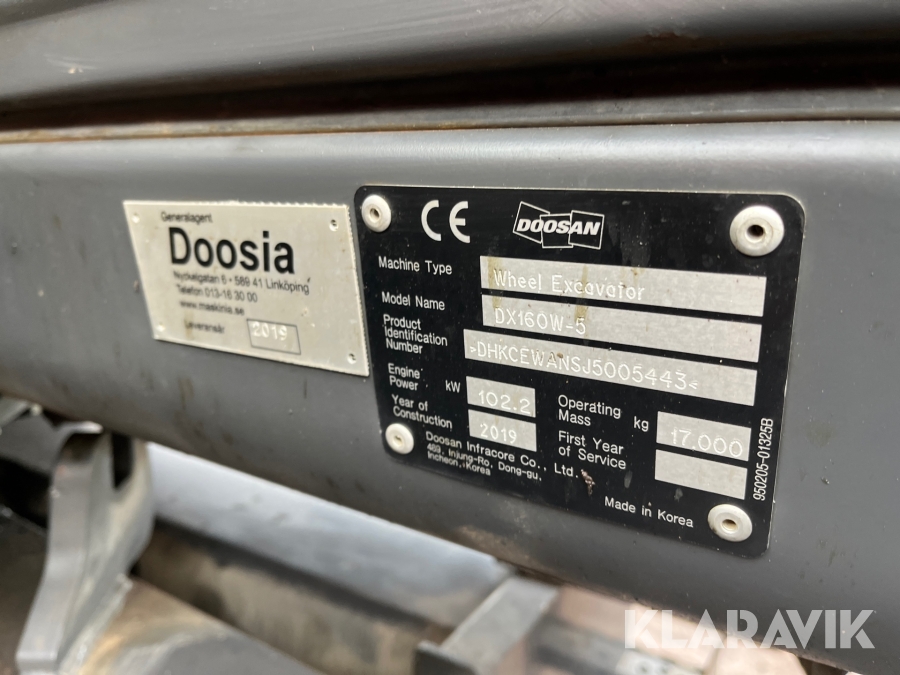 Generalagent
Doosia
Nyckelgatan 6 • 589 41 Linköping
Telefon 013-16 30 00
www.maskinia.se
Leveransår 2019
CE DOOSAN
Machine Type Wheel Excavator
Model Name DX160W-5
Product Identification Number >DHKCEWANSJ5005443<
Engine Power kW 102.2
Operating Mass kg 17.000
Year of Construction 2019
First Year of Service
Doosan Infracore Co., Ltd.,
489, Injung-Ro, Dong-gu,
Incheon, Korea
Made in Korea
950205-01325B
KLARAVIK